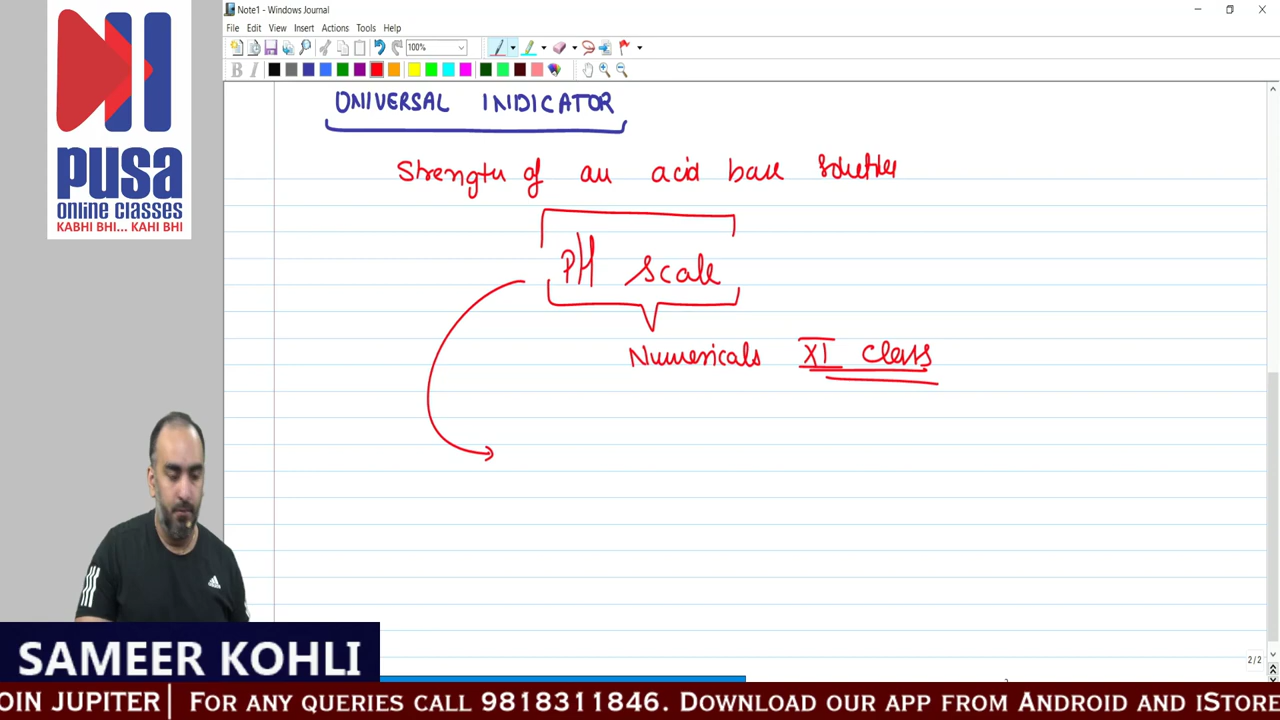 Note1 - Windows Journal
File Edit View Insert Actions Tools Help
100%
B I
PUSA
ONLINE CLASSES
KABHI BHI... KAHI BHI
UNIVERSAL INIDICATOR
Strength of an acid base solution
PH scale
Numericals XI Class
2/2
SAMEER KOHLI
OIN JUPITER| FOR ANY QUERIES CALL 9818311846. DOWNLOAD OUR APP FROM ANDROID AND ISTORE